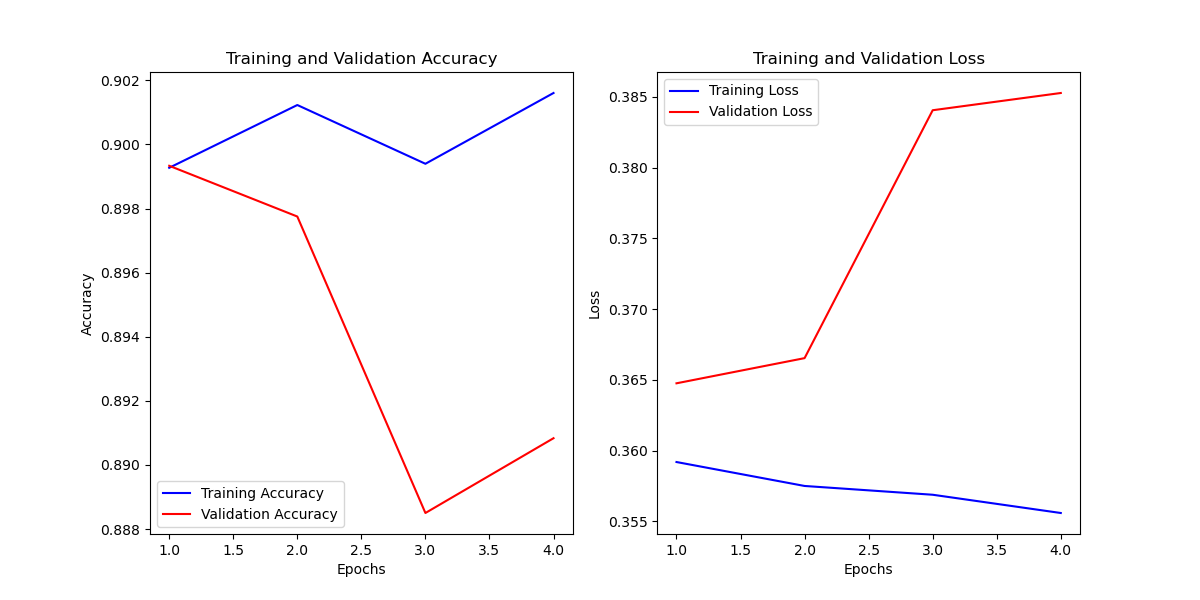 Training and Validation Accuracy
0.902
0.900
0.898
0.896
0.894
0.892
0.890
0.888
Accuracy
Training Accuracy
Validation Accuracy
1.0 1.5 2.0 2.5 3.0 3.5 4.0
Epochs
Training and Validation Loss
0.385
0.380
0.375
0.370
0.365
0.360
0.355
Loss
Training Loss
Validation Loss
1.0 1.5 2.0 2.5 3.0 3.5 4.0
Epochs